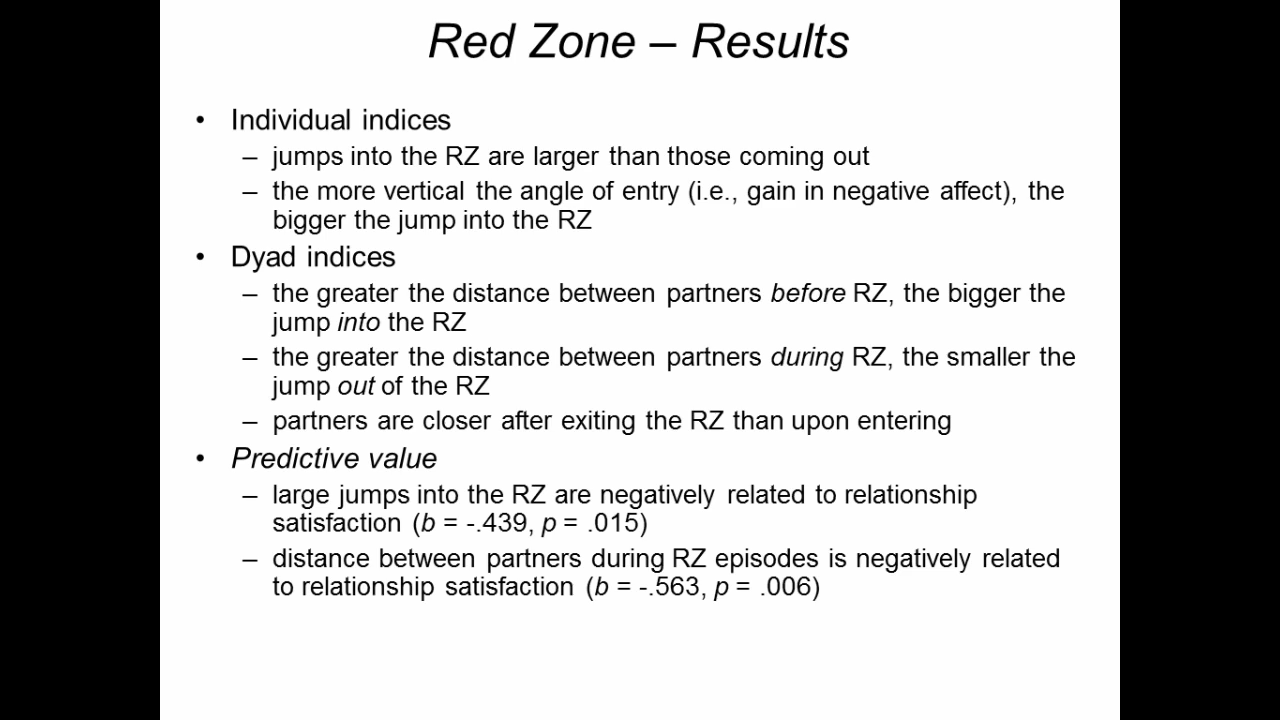 Red Zone – Results
• Individual indices
– jumps into the RZ are larger than those coming out
– the more vertical the angle of entry (i.e., gain in negative affect), the
bigger the jump into the RZ
• Dyad indices
– the greater the distance between partners before RZ, the bigger the
jump into the RZ
– the greater the distance between partners during RZ, the smaller the
jump out of the RZ
– partners are closer after exiting the RZ than upon entering
• Predictive value
– large jumps into the RZ are negatively related to relationship
satisfaction (b = -.439, p = .015)
– distance between partners during RZ episodes is negatively related
to relationship satisfaction (b = -.563, p = .006)